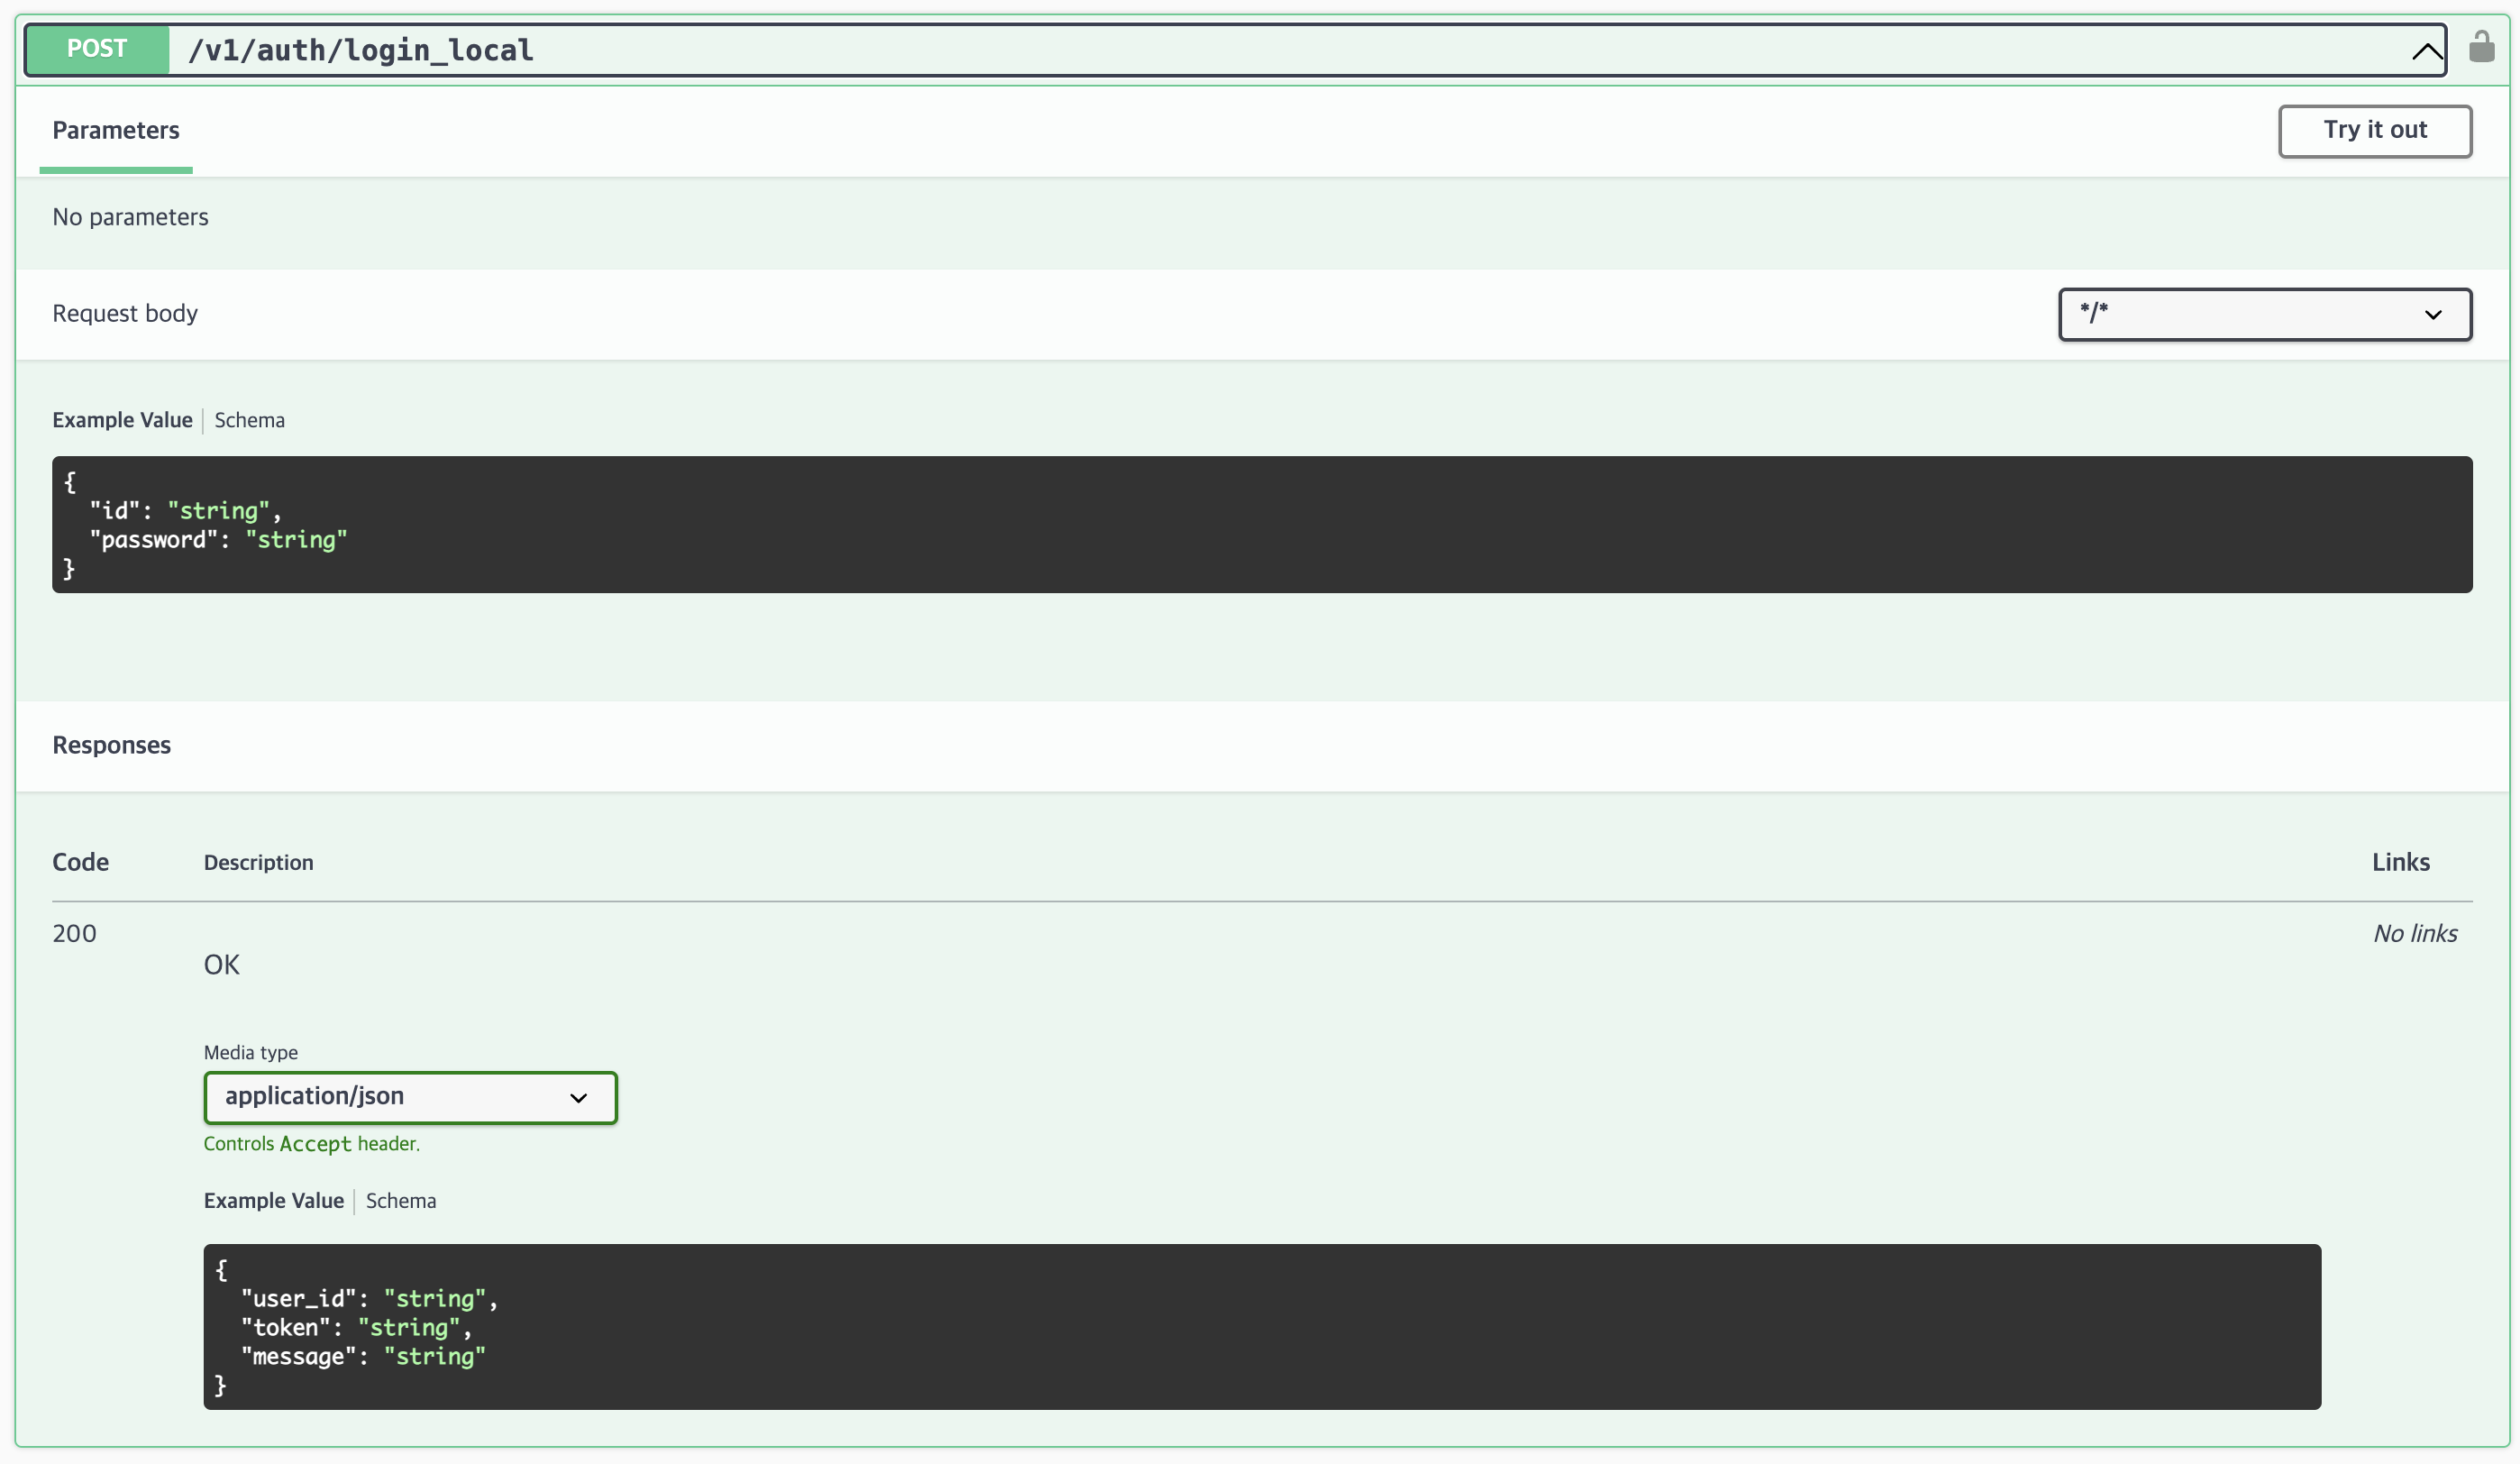 POST /v1/auth/login_local
Parameters
Try it out
No parameters
Request body
*/*
Example Value | Schema
{
  "id": "string",
  "password": "string"
}
Responses
Code Description Links
200 No links
OK
Media type
application/json
Controls Accept header.
Example Value | Schema
{
  "user_id": "string",
  "token": "string",
  "message": "string"
}